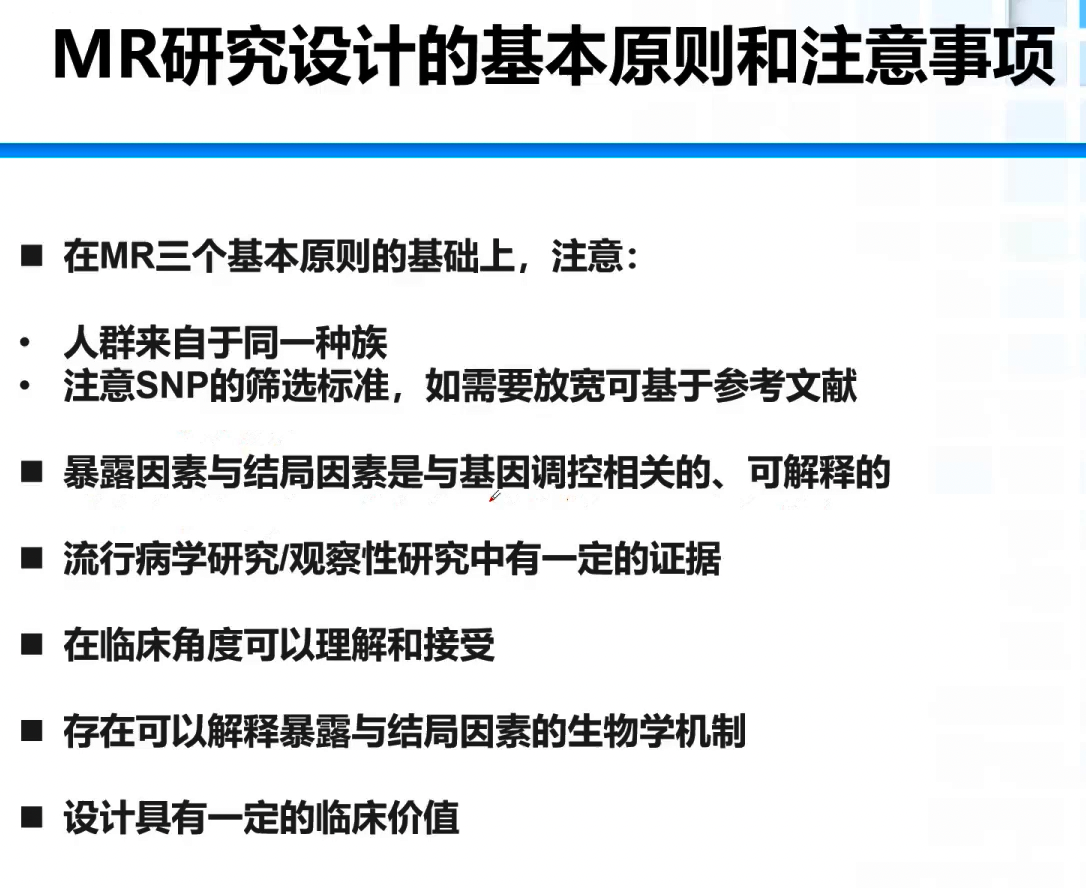 MR研究设计的基本原则和注意事项
■ 在MR三个基本原则的基础上，注意：
• 人群来自于同一种族
• 注意SNP的筛选标准，如需要放宽可基于参考文献
■ 暴露因素与结局因素是与基因调控相关的、可解释的
■ 流行病学研究/观察性研究中有一定的证据
■ 在临床角度可以理解和接受
■ 存在可以解释暴露与结局因素的生物学机制
■ 设计具有一定的临床价值